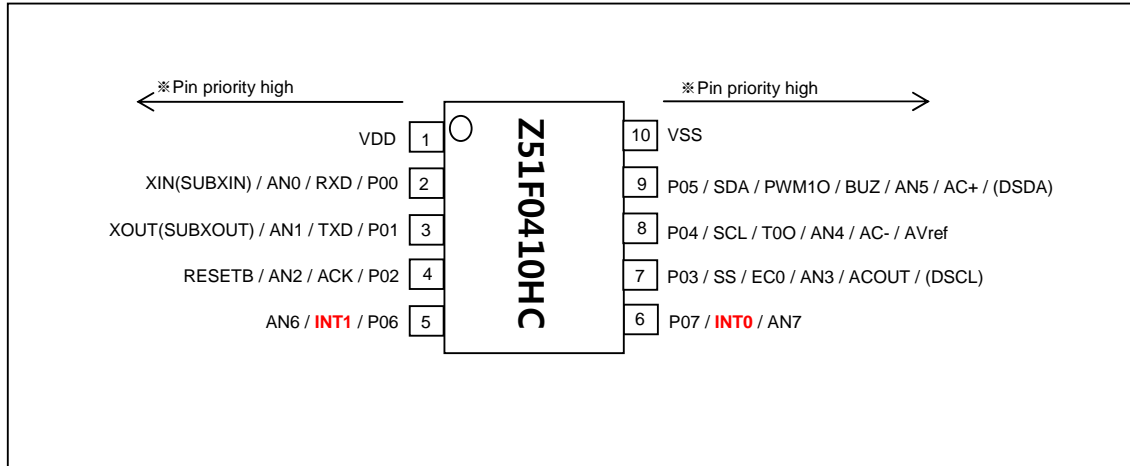 ※Pin priority high
※Pin priority high
Z51F0410HC
VDD 1
XIN(SUBXIN) / AN0 / RXD / P00 2
XOUT(SUBXOUT) / AN1 / TXD / P01 3
RESETB / AN2 / ACK / P02 4
AN6 / INT1 / P06 5
10 VSS
9 P05 / SDA / PWM1O / BUZ / AN5 / AC+ / (DSDA)
8 P04 / SCL / T0O / AN4 / AC- / AVref
7 P03 / SS / EC0 / AN3 / ACOUT / (DSCL)
6 P07 / INT0 / AN7